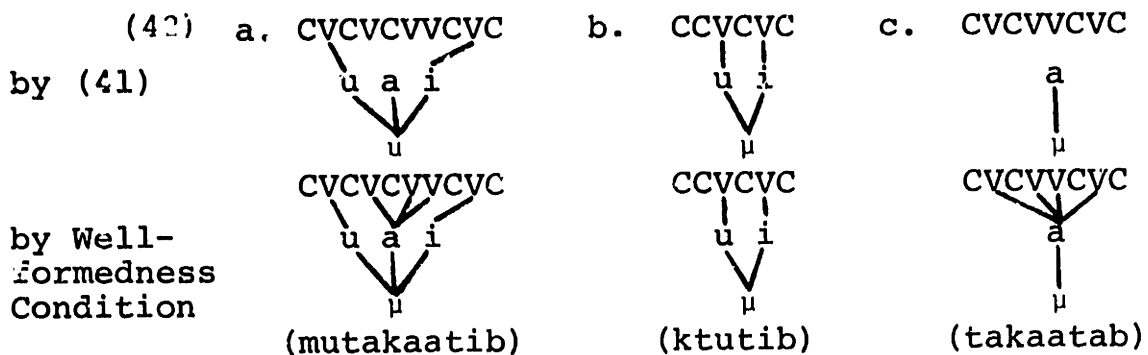 (42) a. CVCVCVVCVC b. CCVCVC c. CVCVVCVC
by (41) u a i u i a
u μ μ
CVCVCVVCVC CCVCVC CVCVVCVC
by Well- u a i u i a
formedness
Condition μ μ μ
(mutakaatib) (ktutib) (takaatab)